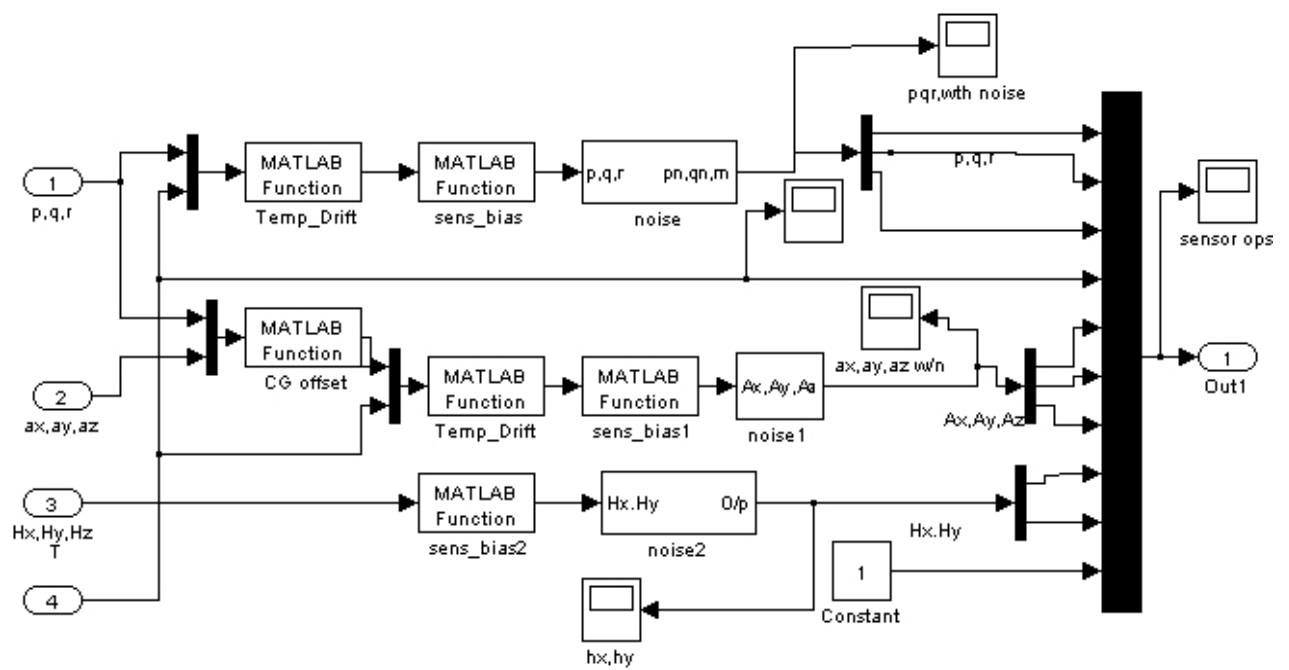 pqr,wth noise
1
p,q,r
MATLAB
Function
Temp_Drift
MATLAB
Function
sens_bias
p,q,r
pn,qn,rn
noise
p,q,r
sensor ops
MATLAB
Function
CG offset
2
ax,ay,az
MATLAB
Function
Temp_Drift
MATLAB
Function
sens_bias1
Ax,Ay,Aa
noise1
ax,ay,az w/n
Ax,Ay,Az
1
Out1
3
Hx,Hy,Hz
T
4
MATLAB
Function
sens_bias2
Hx.Hy
O/p
noise2
Hx.Hy
1
Constant
hx,hy